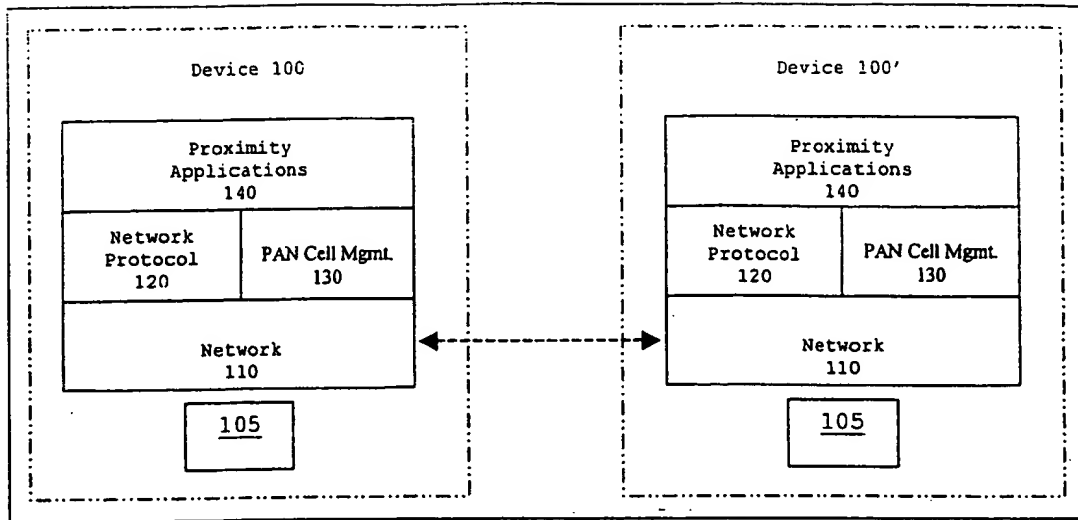 Device 100
Proximity
Applications
140
Network
Protocol
120
PAN Cell Mgmt.
130
Network
110
105
Device 100'
Proximity
Applications
140
Network
Protocol
120
PAN Cell Mgmt.
130
Network
110
105